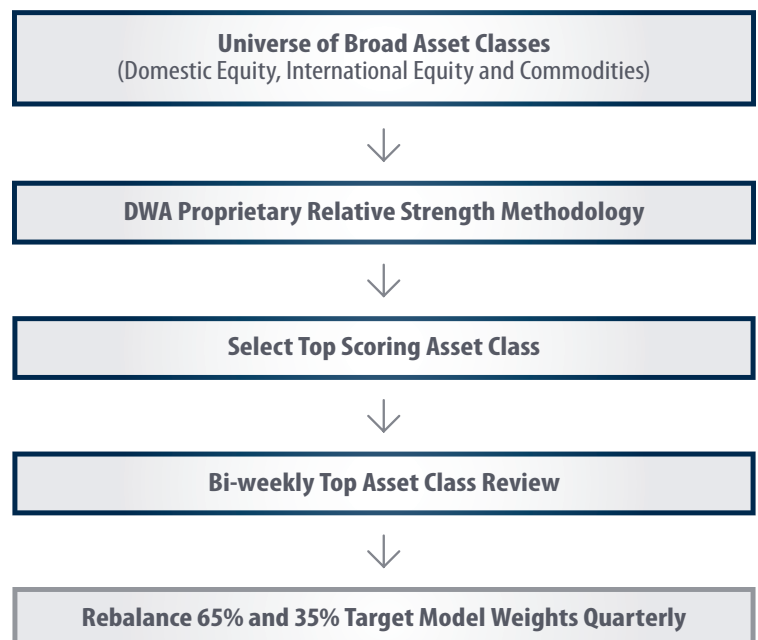 Universe of Broad Asset Classes
(Domestic Equity, International Equity and Commodities)
DWA Proprietary Relative Strength Methodology
Select Top Scoring Asset Class
Bi-weekly Top Asset Class Review
Rebalance 65% and 35% Target Model Weights Quarterly